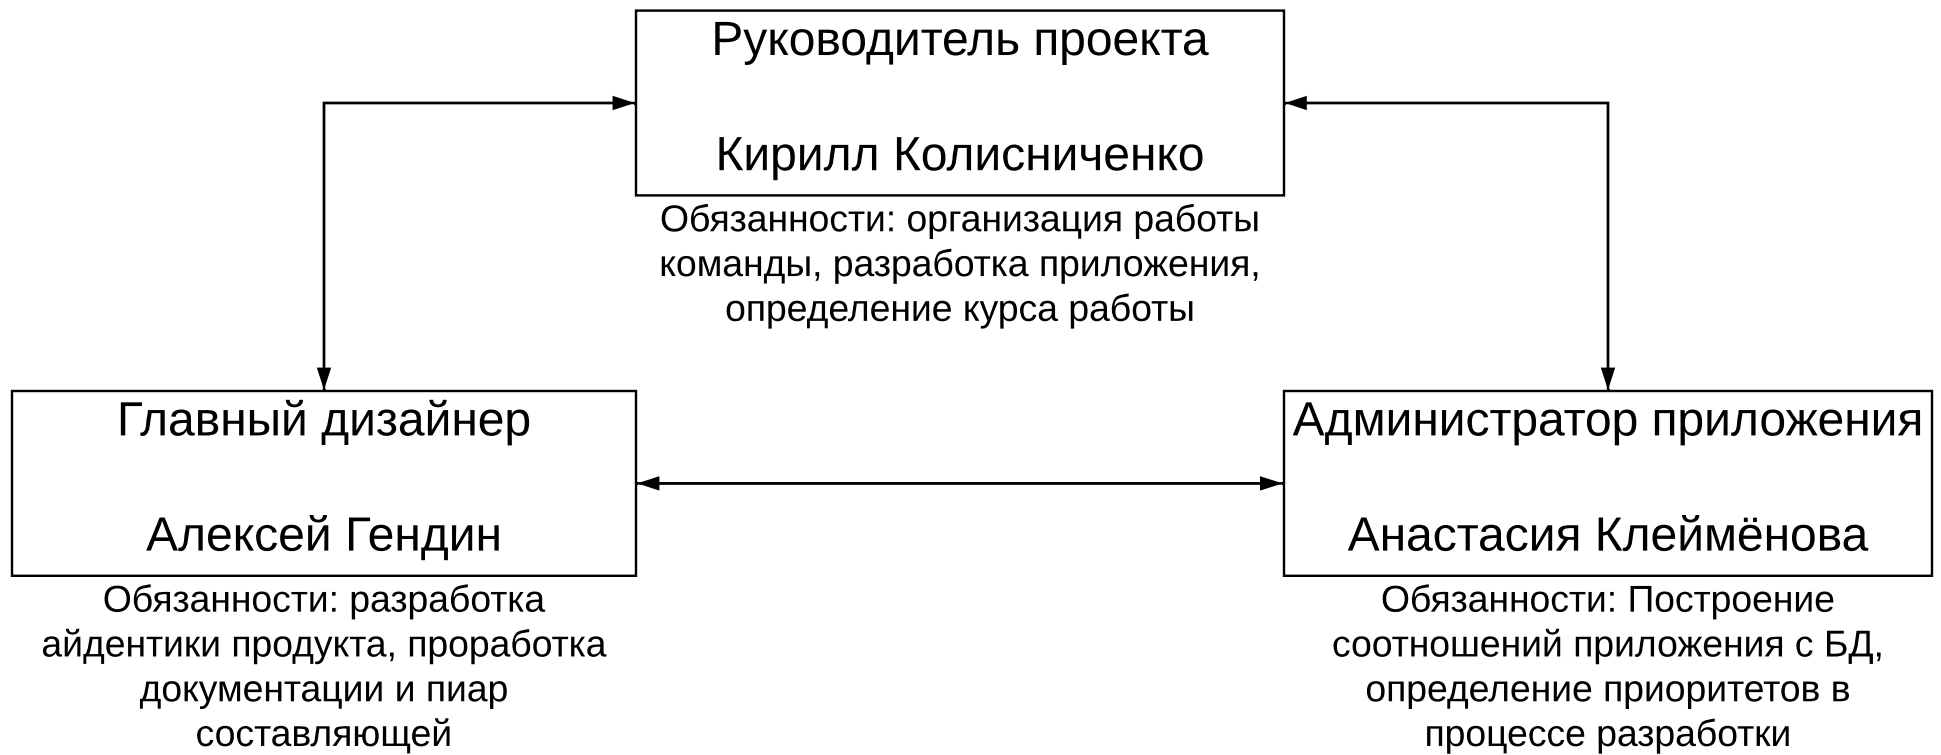 Руководитель проекта
Кирилл Колисниченко
Обязанности: организация работы
команды, разработка приложения,
определение курса работы
Главный дизайнер
Алексей Гендин
Обязанности: разработка
айдентики продукта, проработка
документации и пиар
составляющей
Администратор приложения
Анастасия Клеймёнова
Обязанности: Построение
соотношений приложения с БД,
определение приоритетов в
процессе разработки